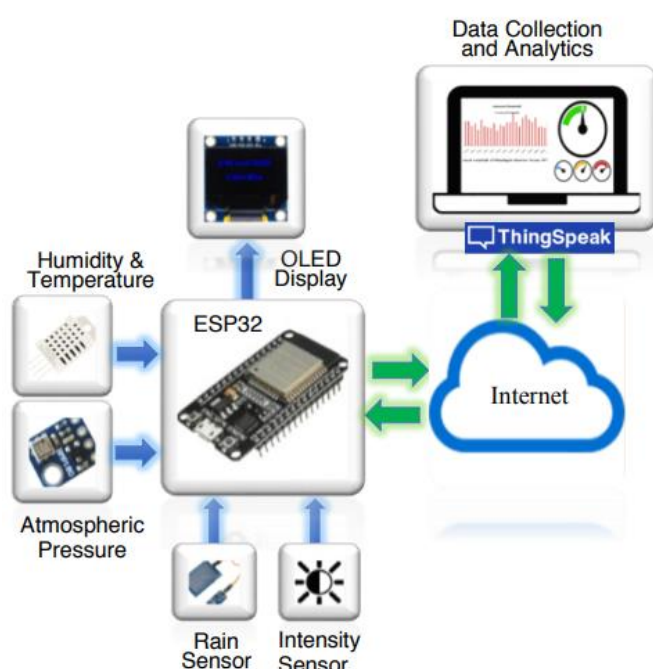 Data Collection
and Analytics
ThingSpeak
Humidity &
Temperature
OLED
Display
ESP32
Internet
Atmospheric
Pressure
Rain
Sensor
Intensity
Sensor